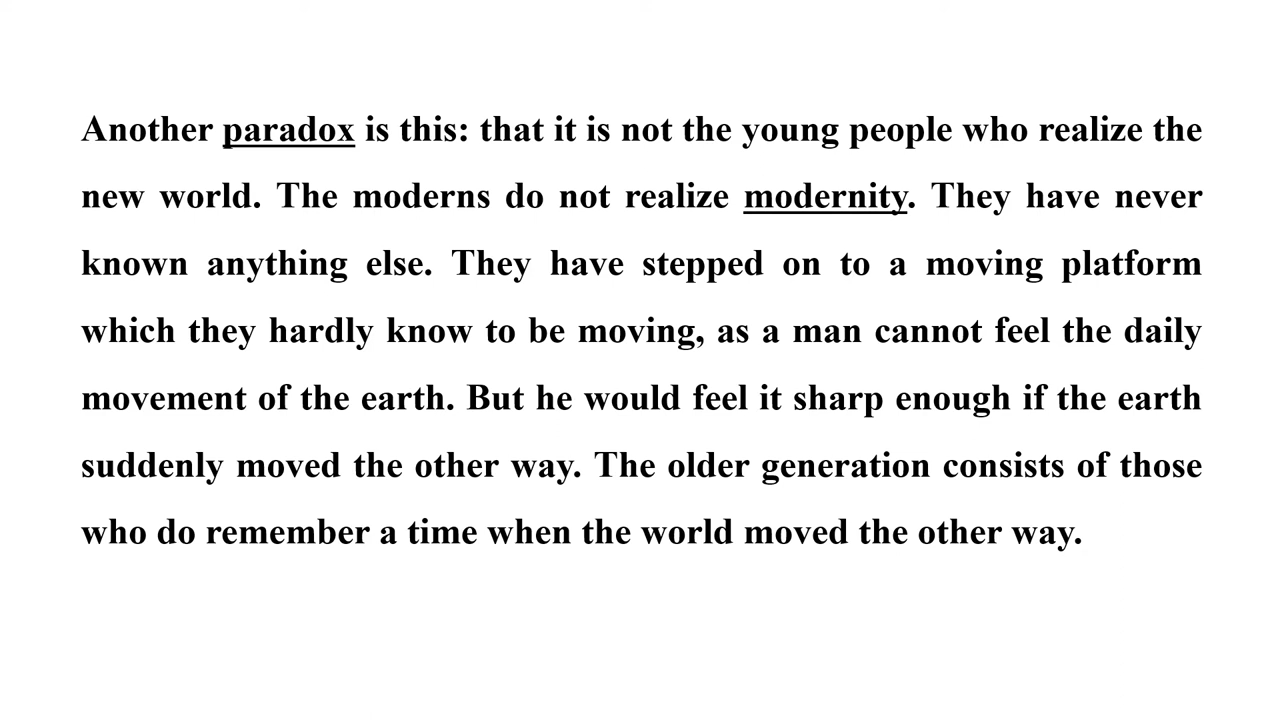 Another paradox is this: that it is not the young people who realize the
new world. The moderns do not realize modernity. They have never
known anything else. They have stepped on to a moving platform
which they hardly know to be moving, as a man cannot feel the daily
movement of the earth. But he would feel it sharp enough if the earth
suddenly moved the other way. The older generation consists of those
who do remember a time when the world moved the other way.